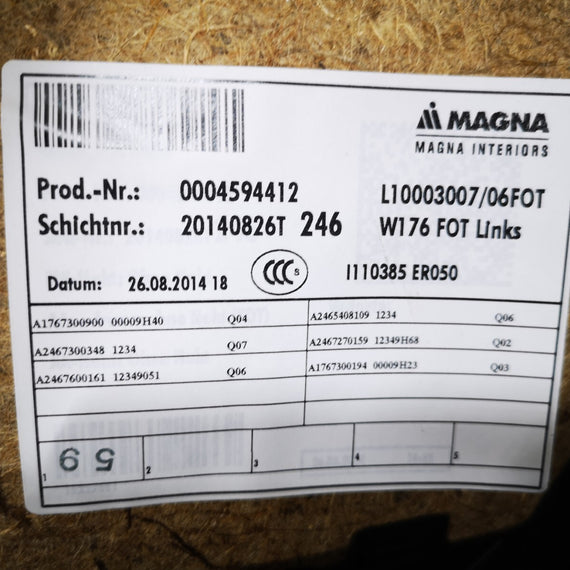 MAGNA
MAGNA INTERIORS
Prod.-Nr.: 0004594412 L10003007/06FOT
Schichtnr.: 20140826T 246 W176 FOT Links
Datum: 26.08.2014 18 CCC S I110385 ER050
A1767300900 00009H40 Q04 A2465408109 1234 Q06
A2467300348 1234 Q07 A2467270159 12349H68 Q02
A2467600161 12349051 Q06 A1767300194 00009H23 Q03
1 59 2 3 4 5